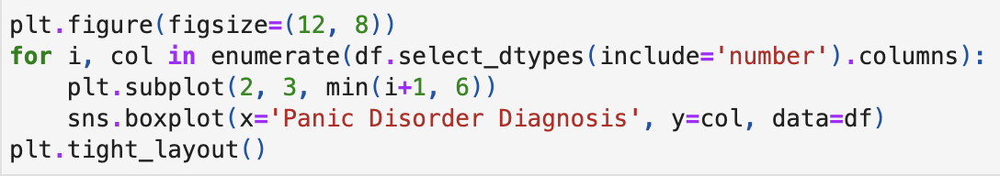 plt.figure(figsize=(12, 8))
for i, col in enumerate(df.select_dtypes(include='number').columns):
    plt.subplot(2, 3, min(i+1, 6))
    sns.boxplot(x='Panic Disorder Diagnosis', y=col, data=df)
plt.tight_layout()